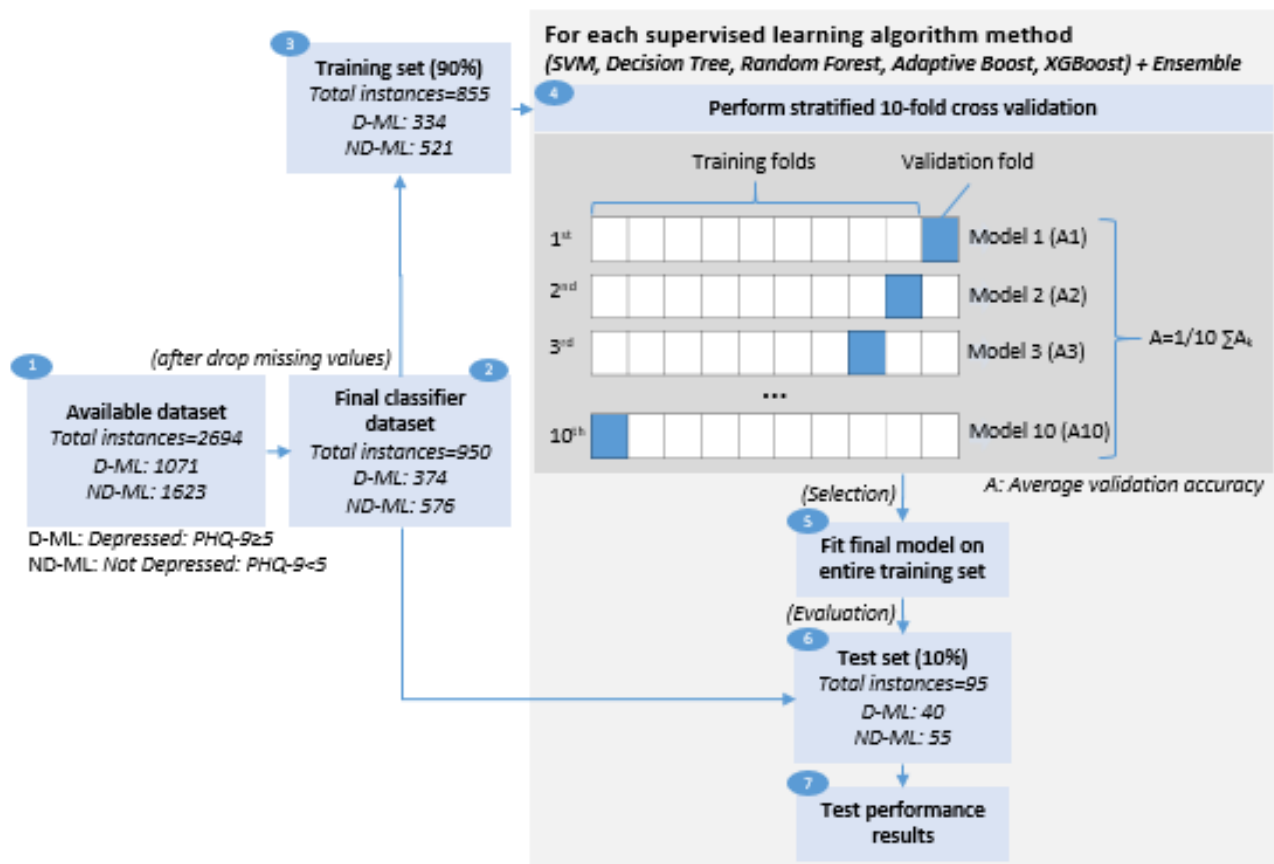 3
Training set (90%)
Total instances=855
D-ML: 334
ND-ML: 521
For each supervised learning algorithm method
(SVM, Decision Tree, Random Forest, Adaptive Boost, XGBoost) + Ensemble
4
Perform stratified 10-fold cross validation
Training folds
Validation fold
1st
Model 1 (A1)
2nd
Model 2 (A2)
3rd
Model 3 (A3)
...
10th
Model 10 (A10)
A=1/10 ∑Aₖ
A: Average validation accuracy
(after drop missing values)
1
Available dataset
Total instances=2694
D-ML: 1071
ND-ML: 1623
2
Final classifier
dataset
Total instances=950
D-ML: 374
ND-ML: 576
D-ML: Depressed: PHQ-9≥5
ND-ML: Not Depressed: PHQ-9<5
(Selection)
5
Fit final model on
entire training set
(Evaluation)
6
Test set (10%)
Total instances=95
D-ML: 40
ND-ML: 55
7
Test performance
results